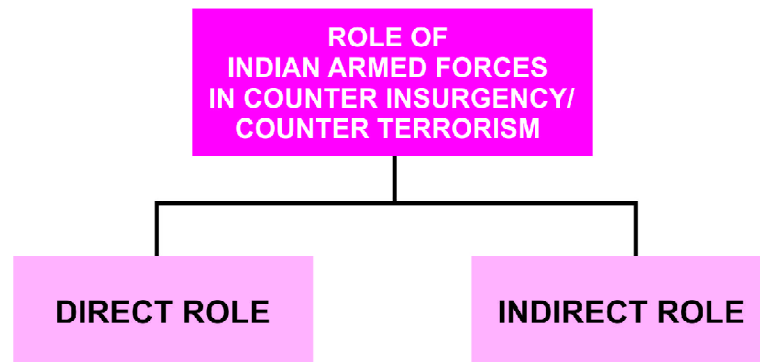 ROLE OF
INDIAN ARMED FORCES
IN COUNTER INSURGENCY/
COUNTER TERRORISM
DIRECT ROLE
INDIRECT ROLE